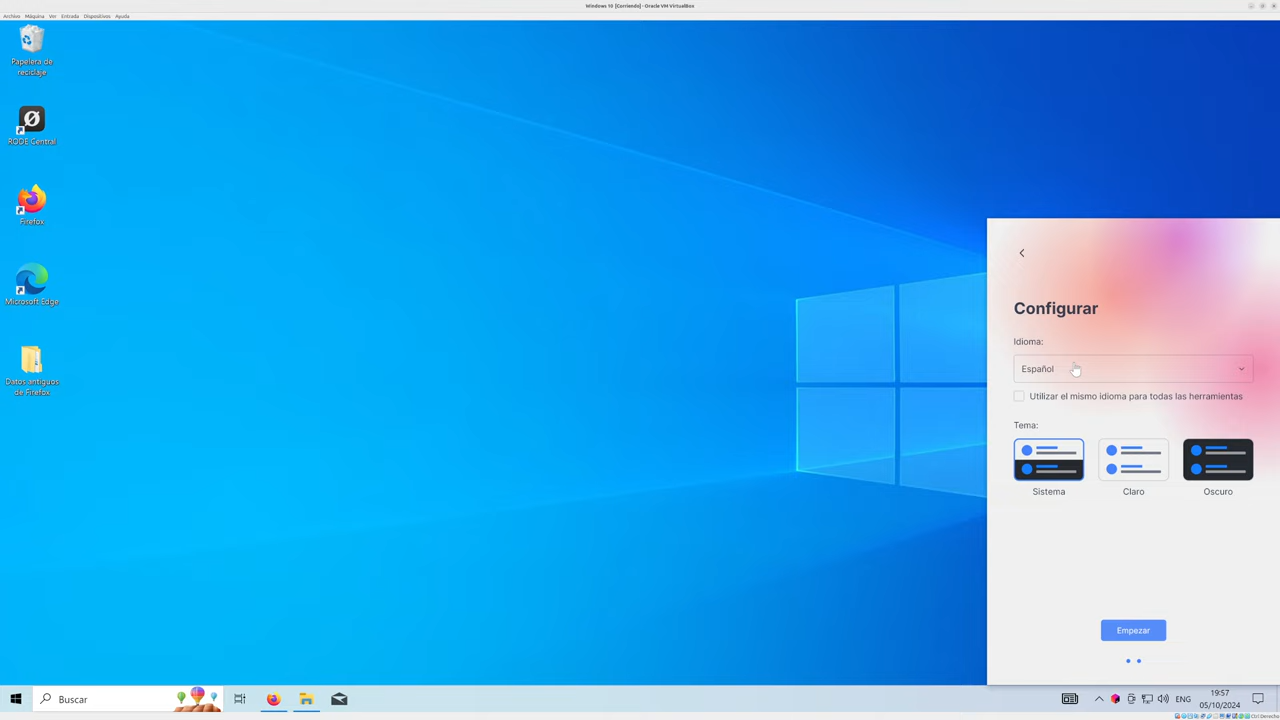 Windows 10 [Corriendo] - Oracle VM VirtualBox
Archivo Máquina Ver Entrada Dispositivos Ayuda
Papelera de
reciclaje
RODE Central
Firefox
Microsoft Edge
Datos antiguos
de Firefox
Configurar
Idioma:
Español
Utilizar el mismo idioma para todas las herramientas
Tema:
Sistema
Claro
Oscuro
Empezar
Buscar
ENG
19:57
05/10/2024
Ctrl Derecho